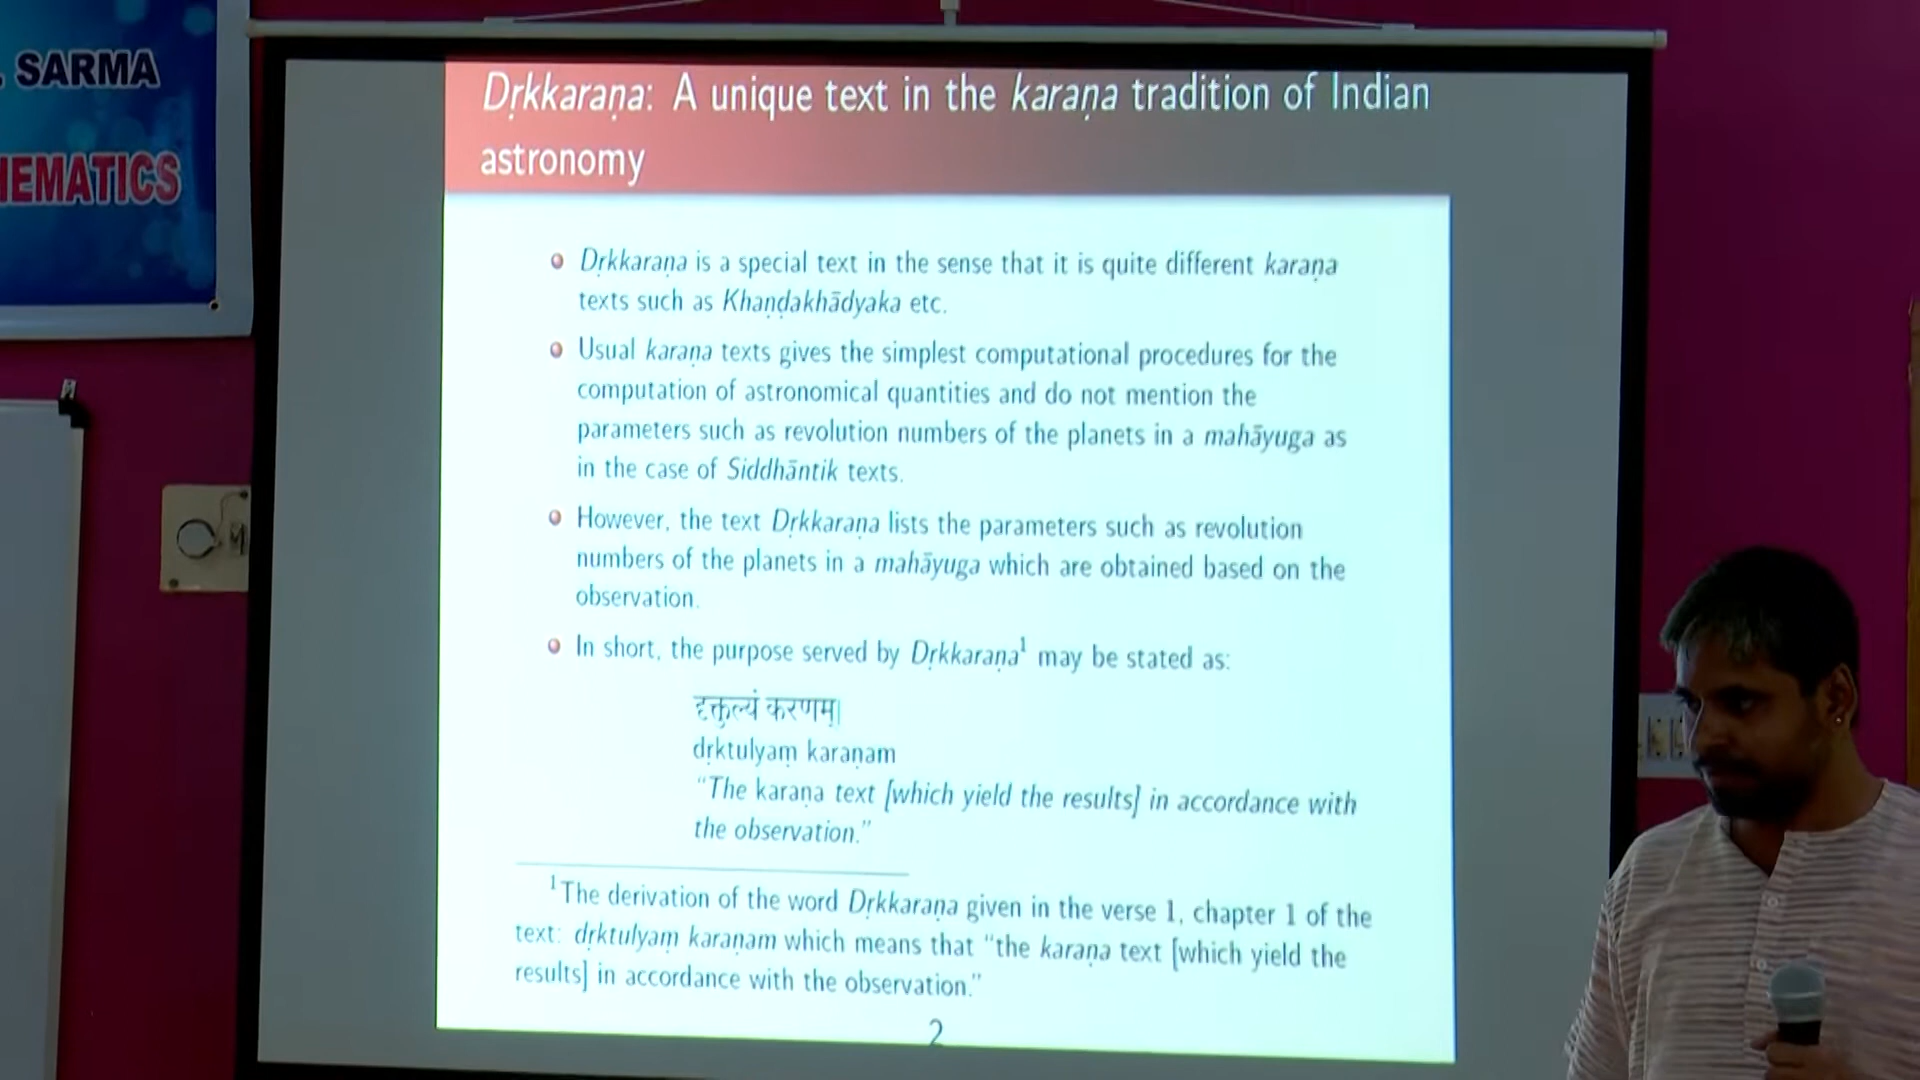 . SARMA
HEMATICS
Dṛkkaraṇa: A unique text in the karaṇa tradition of Indian
astronomy
Dṛkkaraṇa is a special text in the sense that it is quite different karaṇa
texts such as Khaṇḍakhādyaka etc.
Usual karaṇa texts gives the simplest computational procedures for the
computation of astronomical quantities and do not mention the
parameters such as revolution numbers of the planets in a mahāyuga as
in the case of Siddhāntik texts.
However, the text Dṛkkaraṇa lists the parameters such as revolution
numbers of the planets in a mahāyuga which are obtained based on the
observation.
In short, the purpose served by Dṛkkaraṇa¹ may be stated as:
दृक्तुल्यं करणम्।
dṛktulyaṃ karaṇam
“The karaṇa text [which yield the results] in accordance with
the observation.”
¹The derivation of the word Dṛkkaraṇa given in the verse 1, chapter 1 of the
text: dṛktulyaṃ karaṇam which means that “the karaṇa text [which yield the
results] in accordance with the observation.”
2